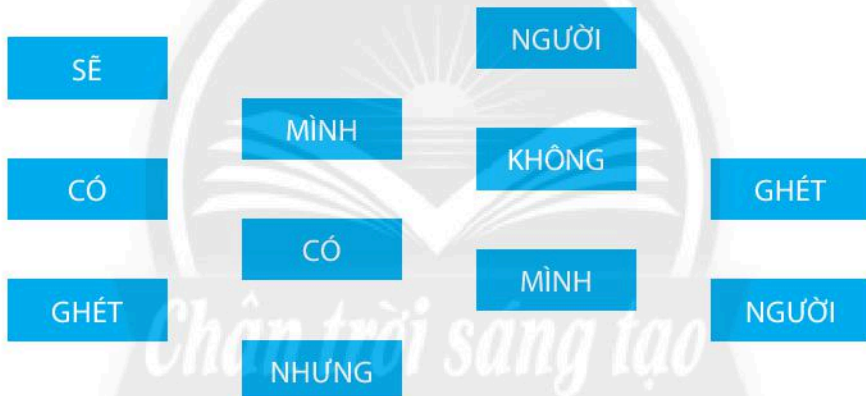 NGƯỜI
SẼ
MÌNH
KHÔNG
CÓ
GHÉT
CÓ
MÌNH
GHÉT
NGƯỜI
NHƯNG
Chân trời sáng tạo